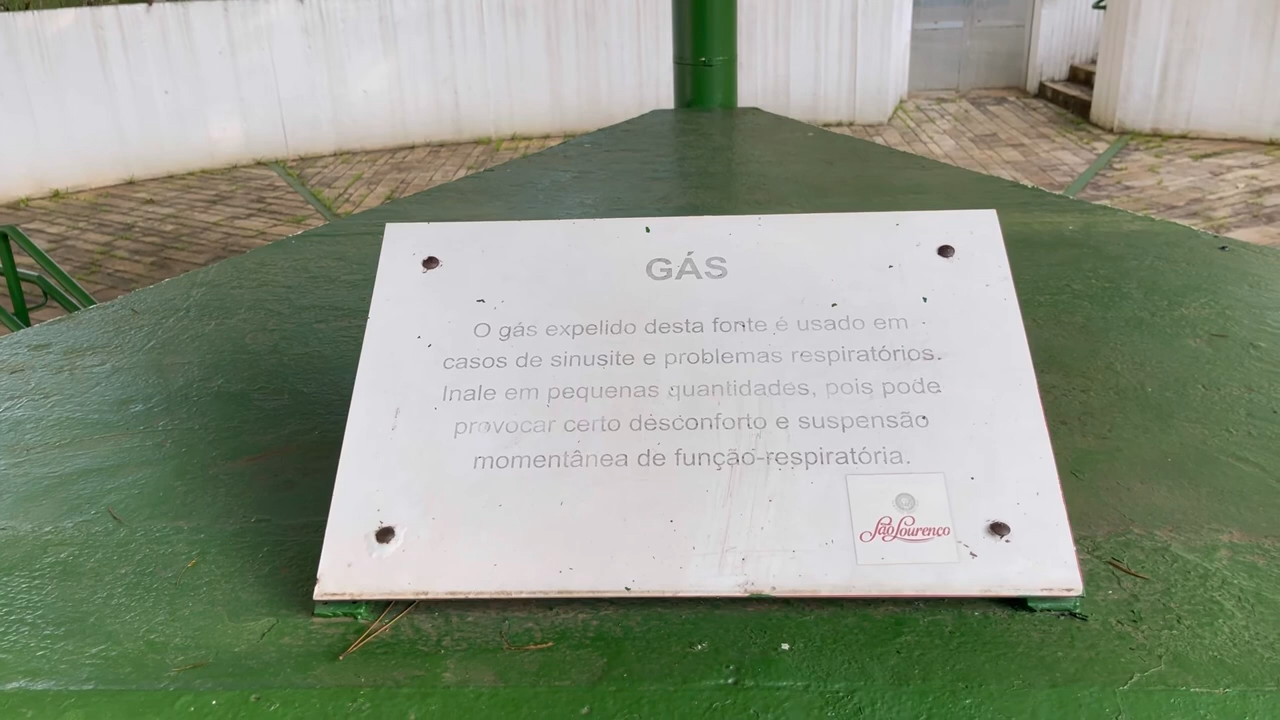 GÁS
O gás expelido desta fonte é usado em
casos de sinusite e problemas respiratórios.
Inale em pequenas quantidades, pois pode
provocar certo desconforto e suspensão
momentânea de função-respiratória.
São Lourenço